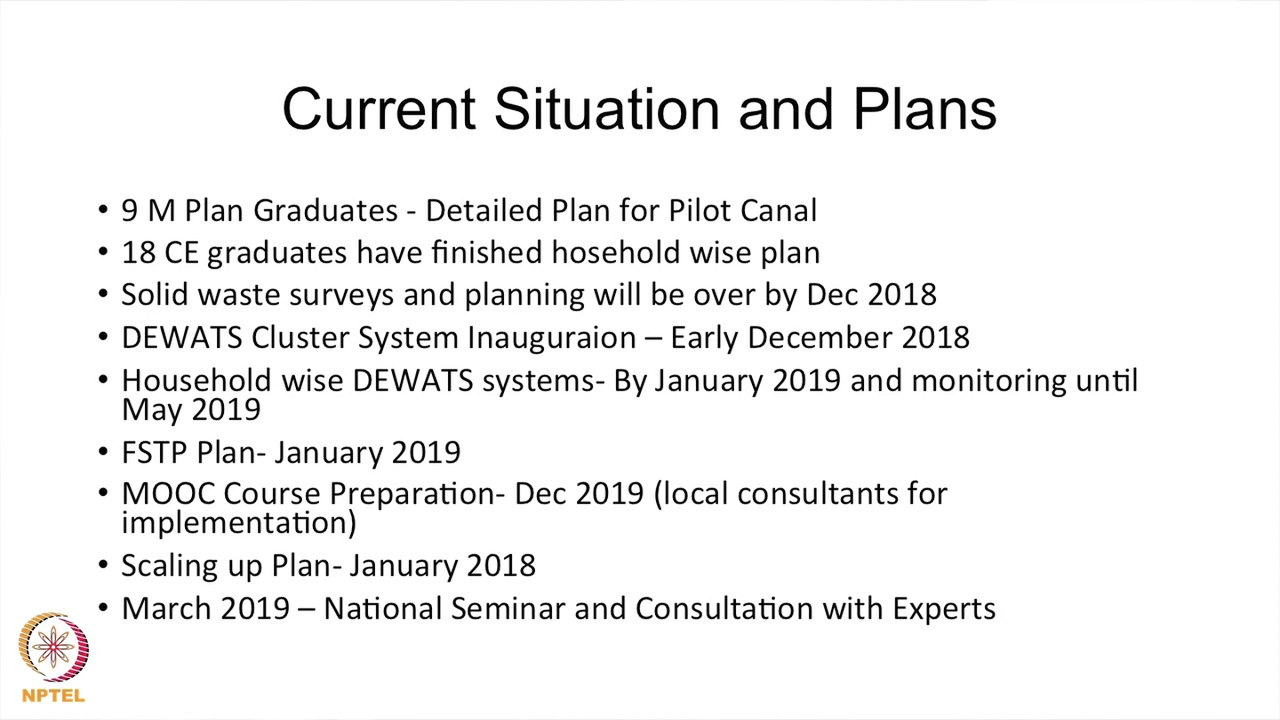 Current Situation and Plans
• 9 M Plan Graduates - Detailed Plan for Pilot Canal
• 18 CE graduates have finished hosehold wise plan
• Solid waste surveys and planning will be over by Dec 2018
• DEWATS Cluster System Inauguraion – Early December 2018
• Household wise DEWATS systems- By January 2019 and monitoring until
May 2019
• FSTP Plan- January 2019
• MOOC Course Preparation- Dec 2019 (local consultants for
implementation)
• Scaling up Plan- January 2018
• March 2019 – National Seminar and Consultation with Experts
NPTEL